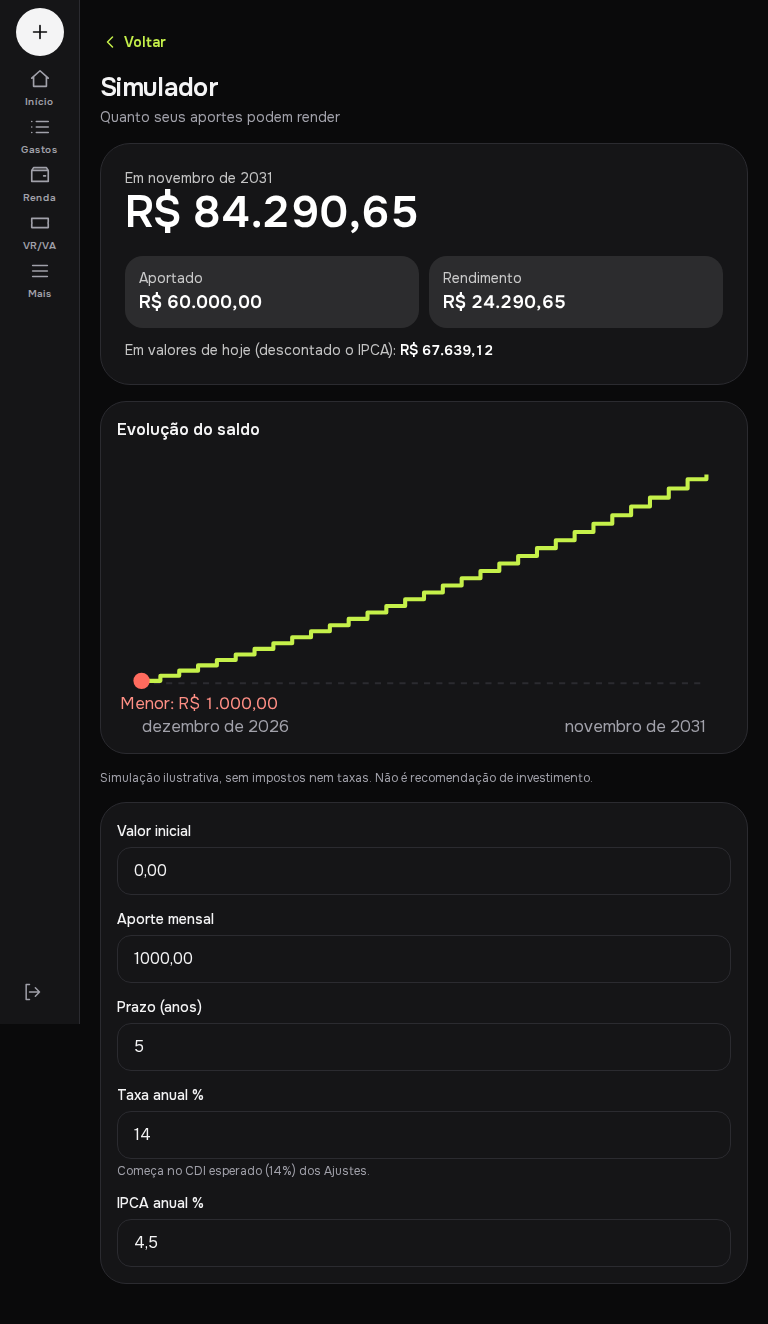 Início
Gastos
Renda
VR/VA
Mais
Voltar
Simulador
Quanto seus aportes podem render
Em novembro de 2031
R$ 84.290,65
Aportado
R$ 60.000,00
Rendimento
R$ 24.290,65
Em valores de hoje (descontado o IPCA): R$ 67.639,12
Evolução do saldo
Menor: R$ 1.000,00
dezembro de 2026
novembro de 2031
Simulação ilustrativa, sem impostos nem taxas. Não é recomendação de investimento.
Valor inicial
0,00
Aporte mensal
1000,00
Prazo (anos)
5
Taxa anual %
14
Começa no CDI esperado (14%) dos Ajustes.
IPCA anual %
4,5